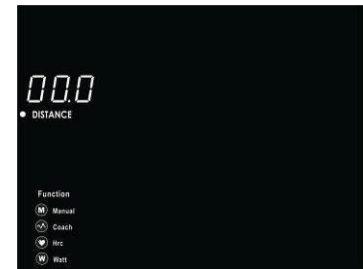 00.0
DISTANCE
Function
M Manual
Coach
Hrc
W Watt